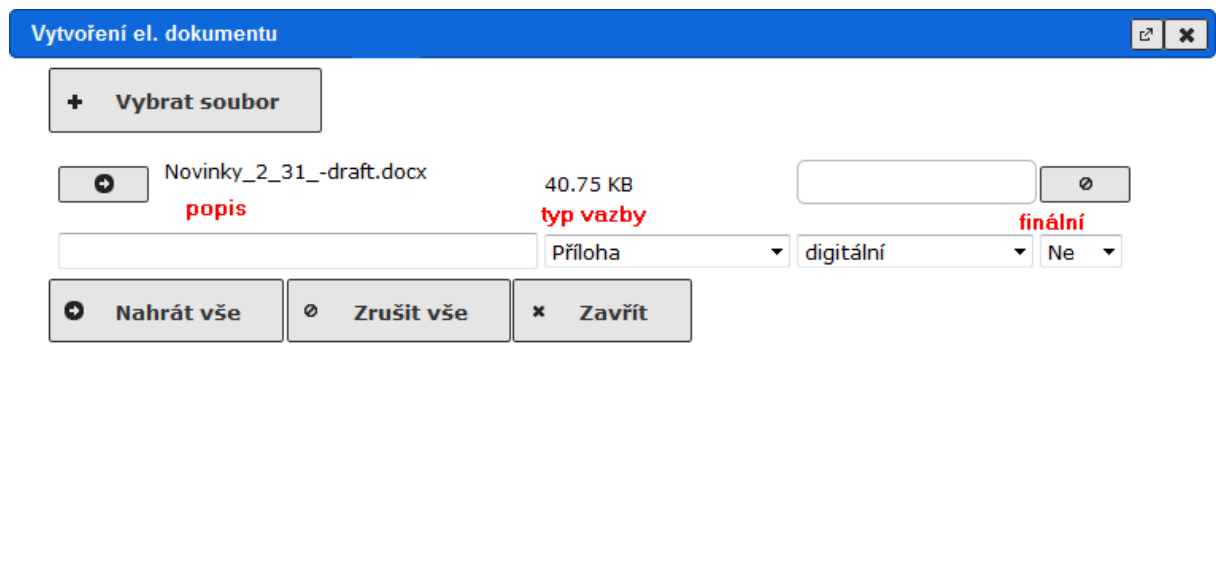 Vytvoření el. dokumentu
Vybrat soubor
Novinky_2_31_-draft.docx
40.75 KB
popis
typ vazby
finální
Příloha
digitální
Ne
Nahrát vše
Zrušit vše
Zavřít